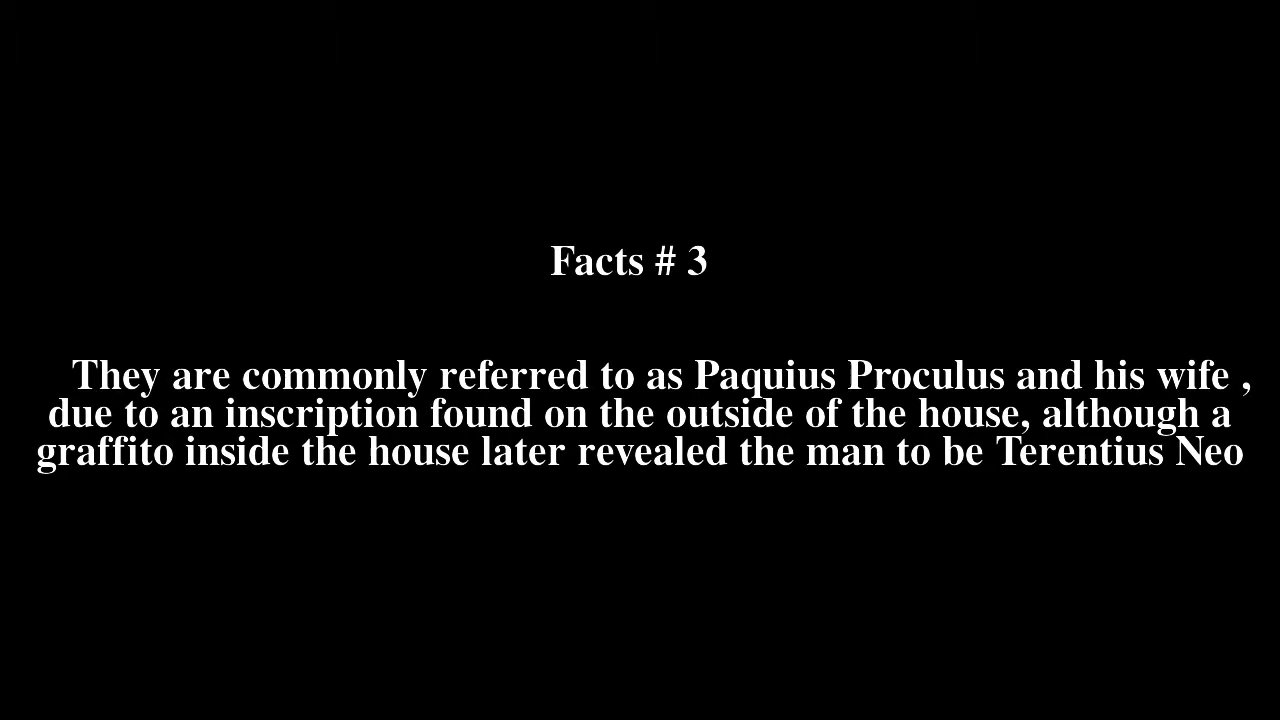 Facts # 3
They are commonly referred to as Paquius Proculus and his wife ,
due to an inscription found on the outside of the house, although a
graffito inside the house later revealed the man to be Terentius Neo